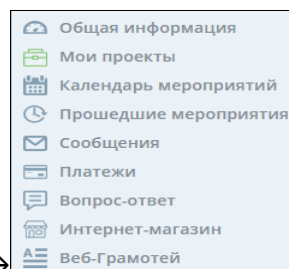 Общая информация
Мои проекты
Календарь мероприятий
Прошедшие мероприятия
Сообщения
Платежи
Вопрос-ответ
Интернет-магазин
Веб-Грамотей